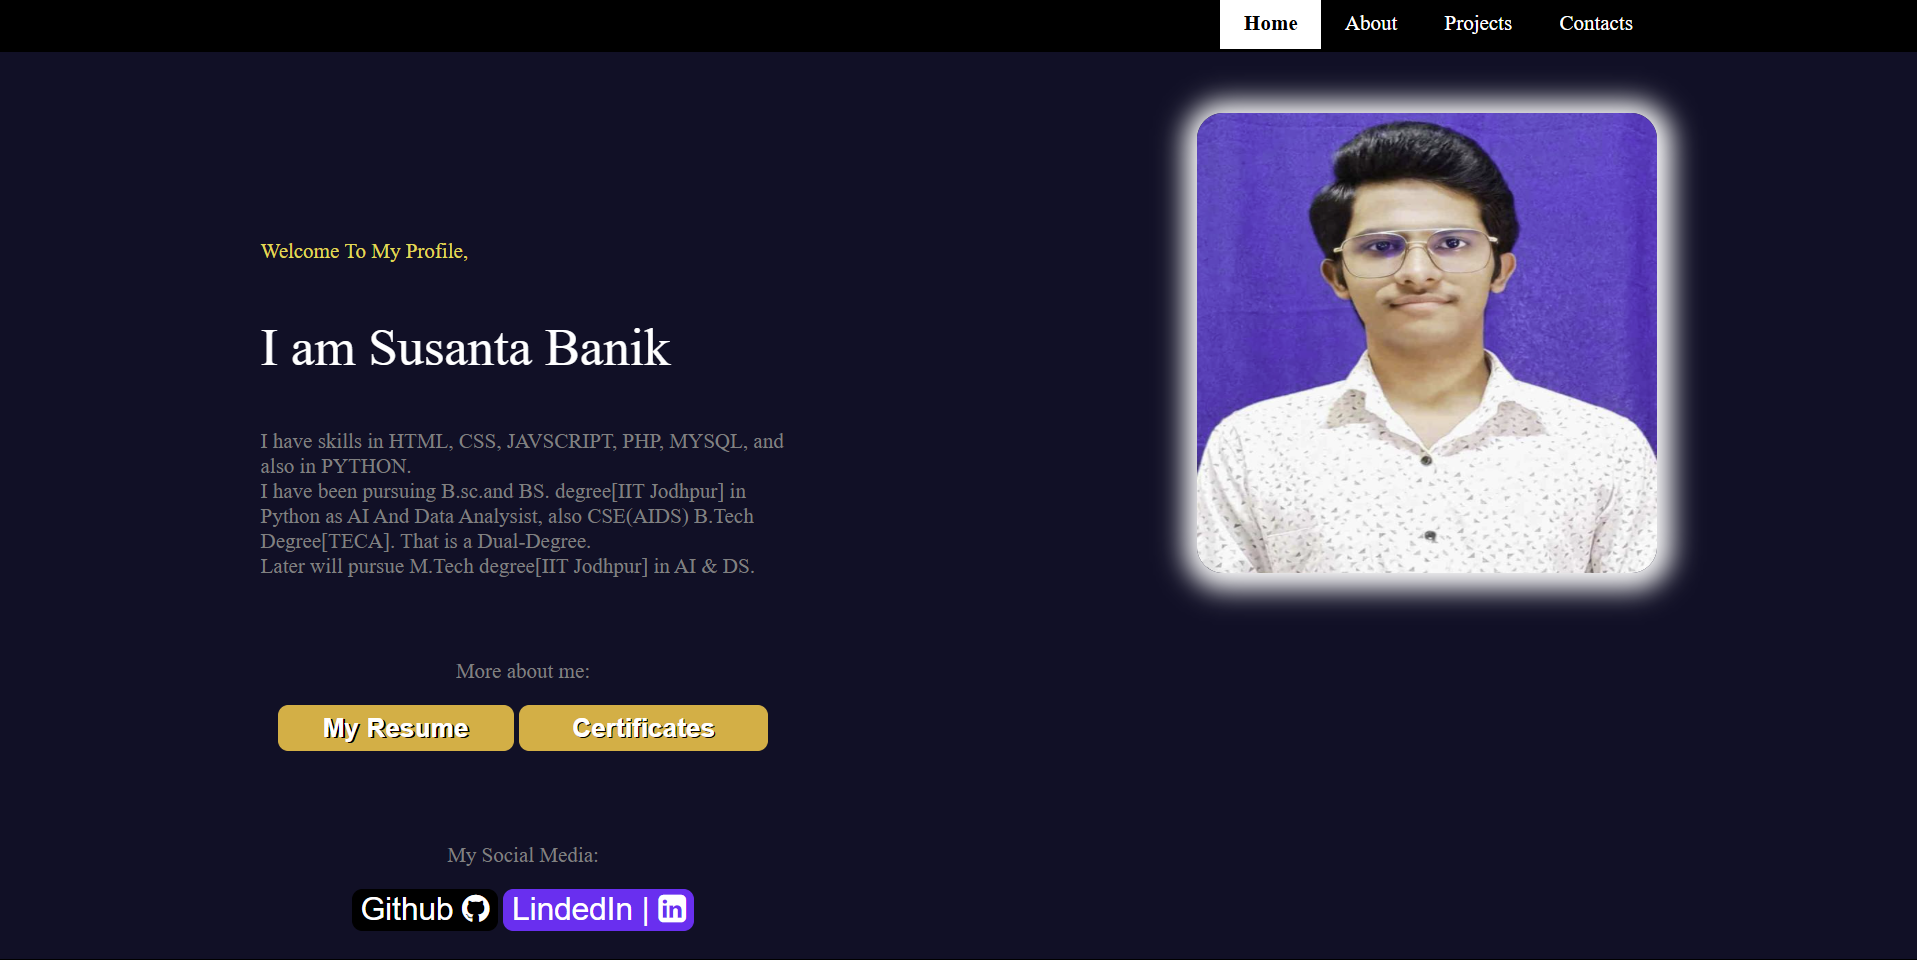 Home About Projects Contacts
Welcome To My Profile,
I am Susanta Banik
I have skills in HTML, CSS, JAVSCRIPT, PHP, MYSQL, and
also in PYTHON.
I have been pursuing B.sc.and BS. degree[IIT Jodhpur] in
Python as AI And Data Analysist, also CSE(AIDS) B.Tech
Degree[TECA]. That is a Dual-Degree.
Later will pursue M.Tech degree[IIT Jodhpur] in AI & DS.
More about me:
My Resume Certificates
My Social Media:
Github LindedIn | in